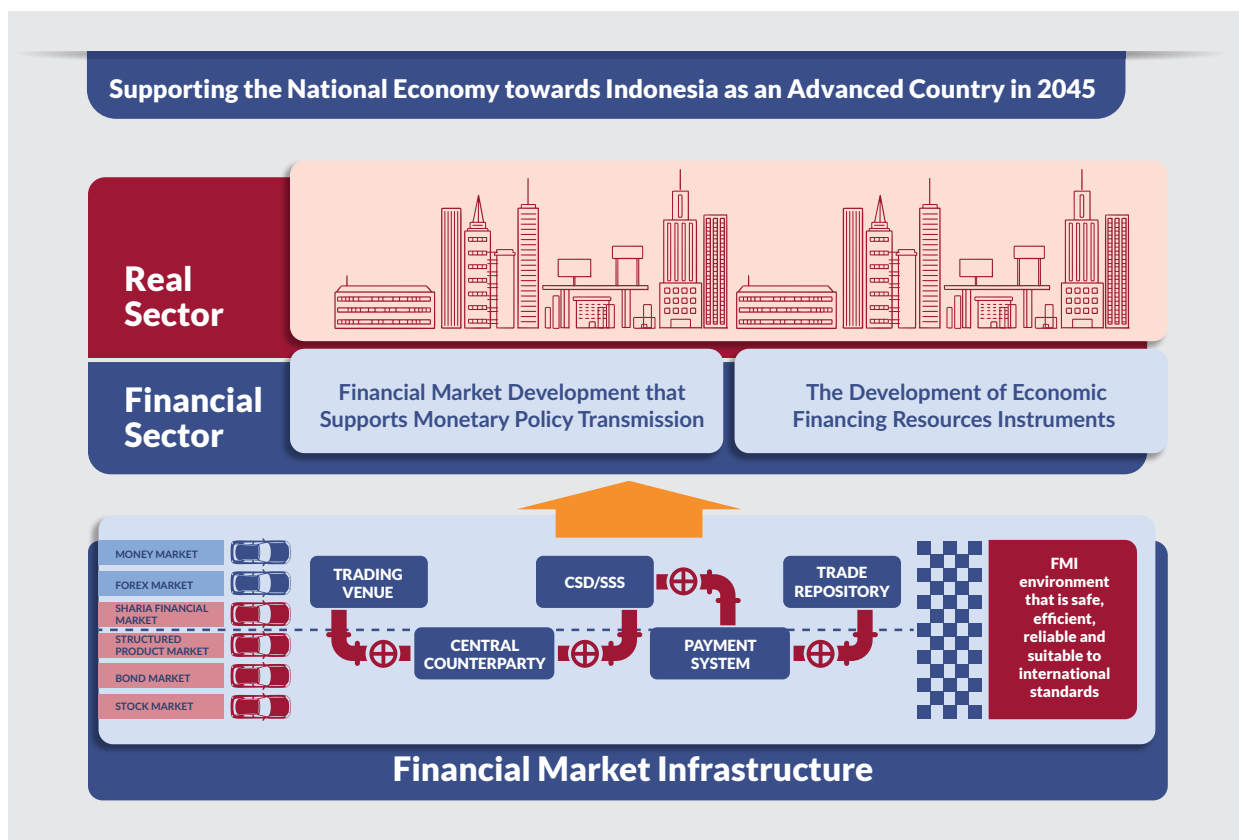 Supporting the National Economy towards Indonesia as an Advanced Country in 2045
Real
Sector
Financial
Sector
Financial Market Development that
Supports Monetary Policy Transmission
The Development of Economic
Financing Resources Instruments
MONEY MARKET
FOREX MARKET
SHARIA FINANCIAL
MARKET
STRUCTURED
PRODUCT MARKET
BOND MARKET
STOCK MARKET
TRADING
VENUE
CENTRAL
COUNTERPARTY
CSD/SSS
PAYMENT
SYSTEM
TRADE
REPOSITORY
FMI
environment
that is safe,
efficient,
reliable and
suitable to
international
standards
Financial Market Infrastructure